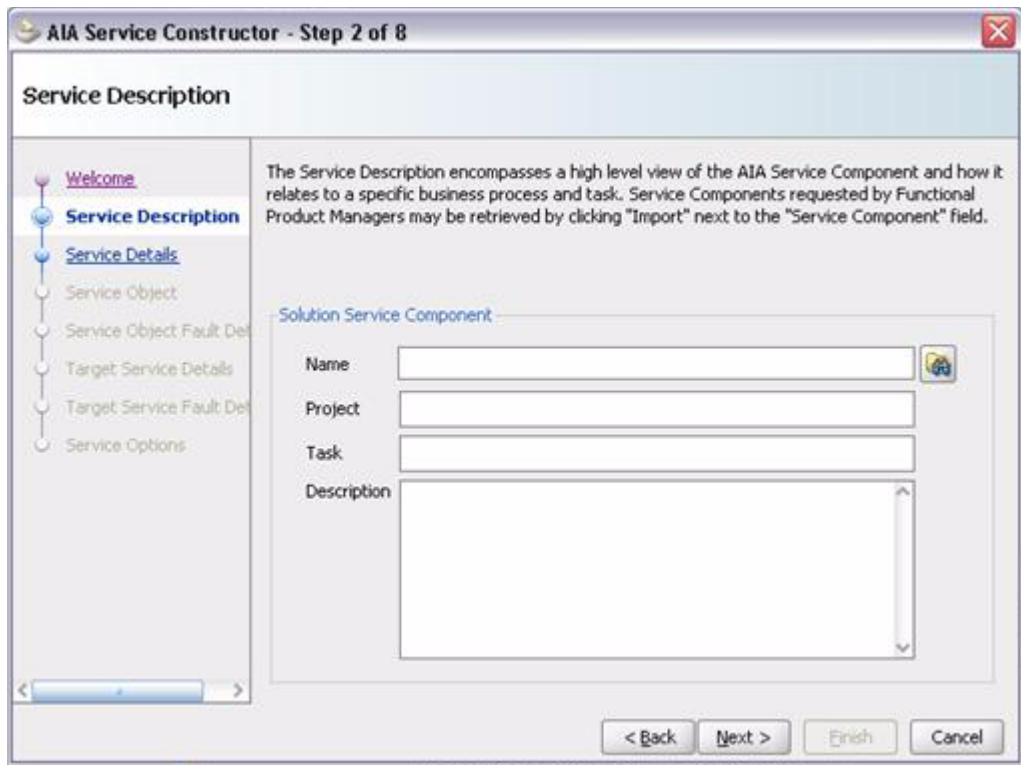 AIA Service Constructor - Step 2 of 8
Service Description
Welcome
Service Description
Service Details
Service Object
Service Object Fault Det
Target Service Details
Target Service Fault Det
Service Options
The Service Description encompasses a high level view of the AIA Service Component and how it
relates to a specific business process and task. Service Components requested by Functional
Product Managers may be retrieved by clicking "Import" next to the "Service Component" field.
Solution Service Component
Name
Project
Task
Description
< Back
Next >
Finish
Cancel